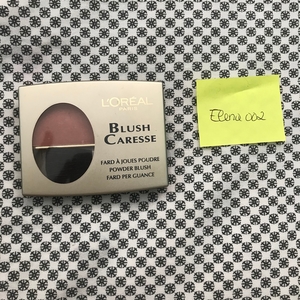 L'ORÉAL
PARIS
BLUSH
CARESSE
FARD À JOUES POUDRE
POWDER BLUSH
FARD PER GUANCE
Elena 002